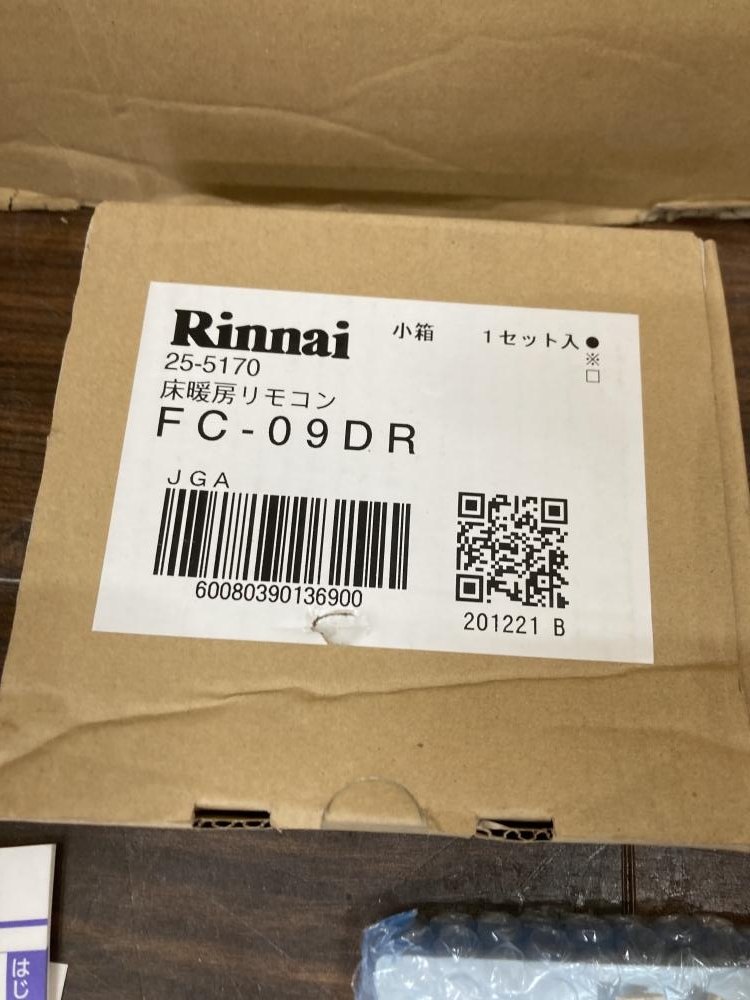 Rinnai 小箱 1セット入●
※
□
25-5170
床暖房リモコン
FC-09DR
JGA
60080390136900
201221 B
はじ